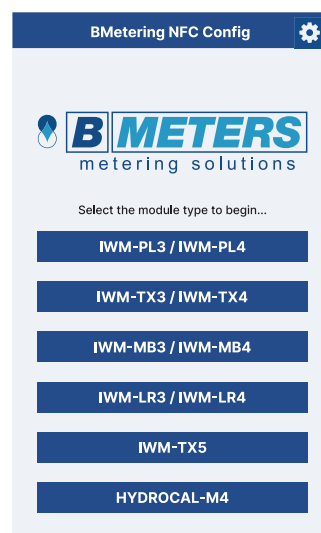 BMetering NFC Config
B METERS
metering solutions
Select the module type to begin...
IWM-PL3 / IWM-PL4
IWM-TX3 / IWM-TX4
IWM-MB3 / IWM-MB4
IWM-LR3 / IWM-LR4
IWM-TX5
HYDROCAL-M4